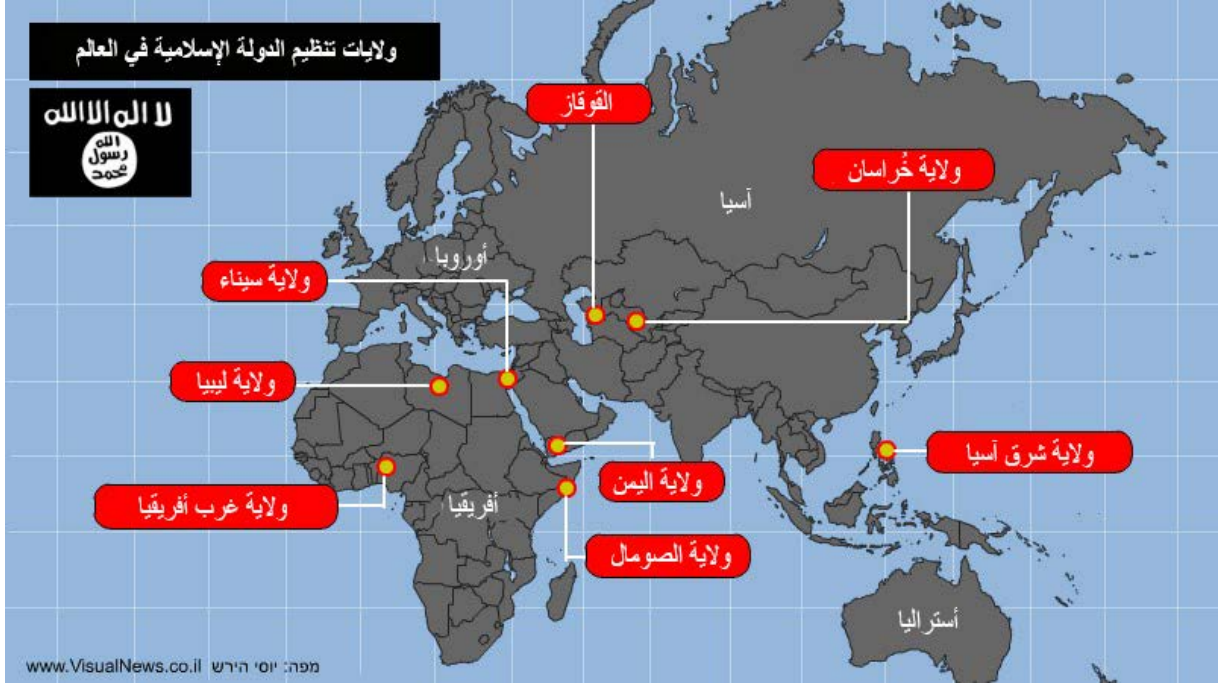 ولايات تنظيم الدولة الإسلامية في العالم
لا اله الا الله
الله
رسول
محمد
القوقاز
ولاية خُراسان
آسيا
أوروبا
ولاية سيناء
ولاية ليبيا
ولاية شرق آسيا
ولاية اليمن
ولاية غرب أفريقيا
أفريقيا
ولاية الصومال
أستراليا
מפה: יוסי הירש www.VisualNews.co.il